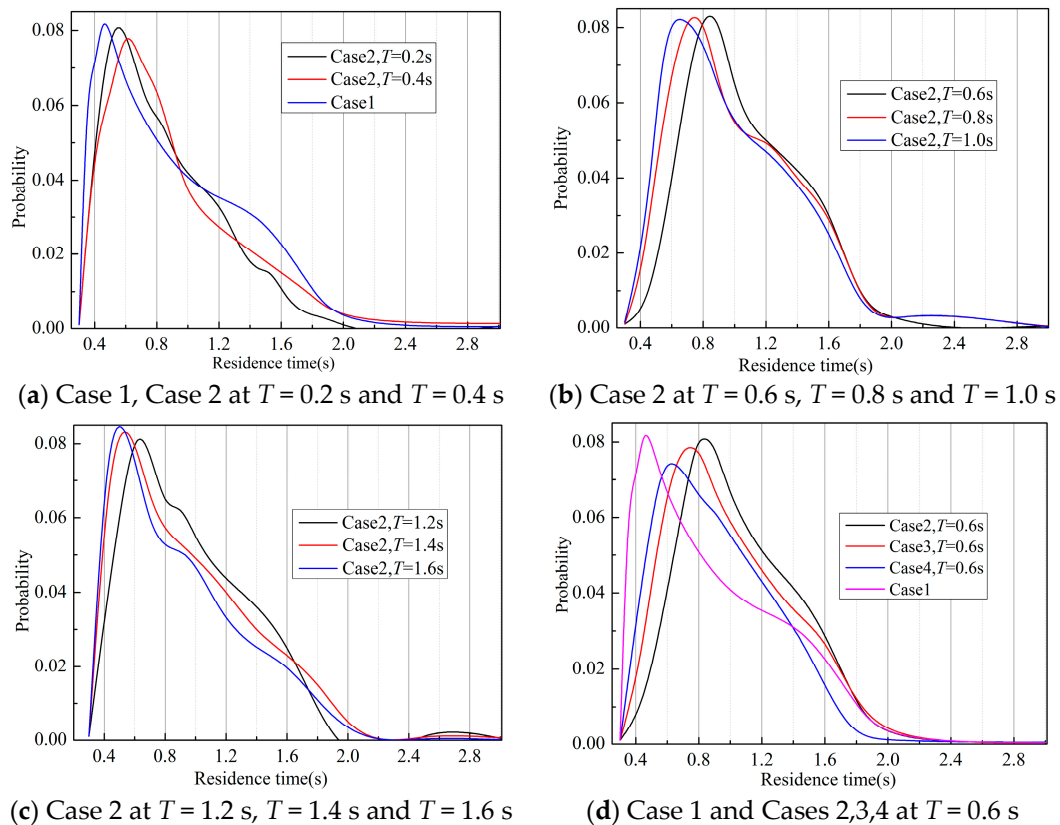 0.08
0.06
0.04
0.02
0.00
Probability
Case2,T=0.2s
Case2,T=0.4s
Case1
0.4 0.8 1.2 1.6 2.0 2.4 2.8
Residence time(s)
(a) Case 1, Case 2 at T = 0.2 s and T = 0.4 s
0.08
0.06
0.04
0.02
0.00
Probability
Case2,T=0.6s
Case2,T=0.8s
Case2,T=1.0s
0.4 0.8 1.2 1.6 2.0 2.4 2.8
Residence time(s)
(b) Case 2 at T = 0.6 s, T = 0.8 s and T = 1.0 s
0.08
0.06
0.04
0.02
0.00
Probability
Case2,T=1.2s
Case2,T=1.4s
Case2,T=1.6s
0.4 0.8 1.2 1.6 2.0 2.4 2.8
Residence time(s)
(c) Case 2 at T = 1.2 s, T = 1.4 s and T = 1.6 s
0.08
0.06
0.04
0.02
0.00
Probability
Case2,T=0.6s
Case3,T=0.6s
Case4,T=0.6s
Case1
0.4 0.8 1.2 1.6 2.0 2.4 2.8
Residence time(s)
(d) Case 1 and Cases 2,3,4 at T = 0.6 s